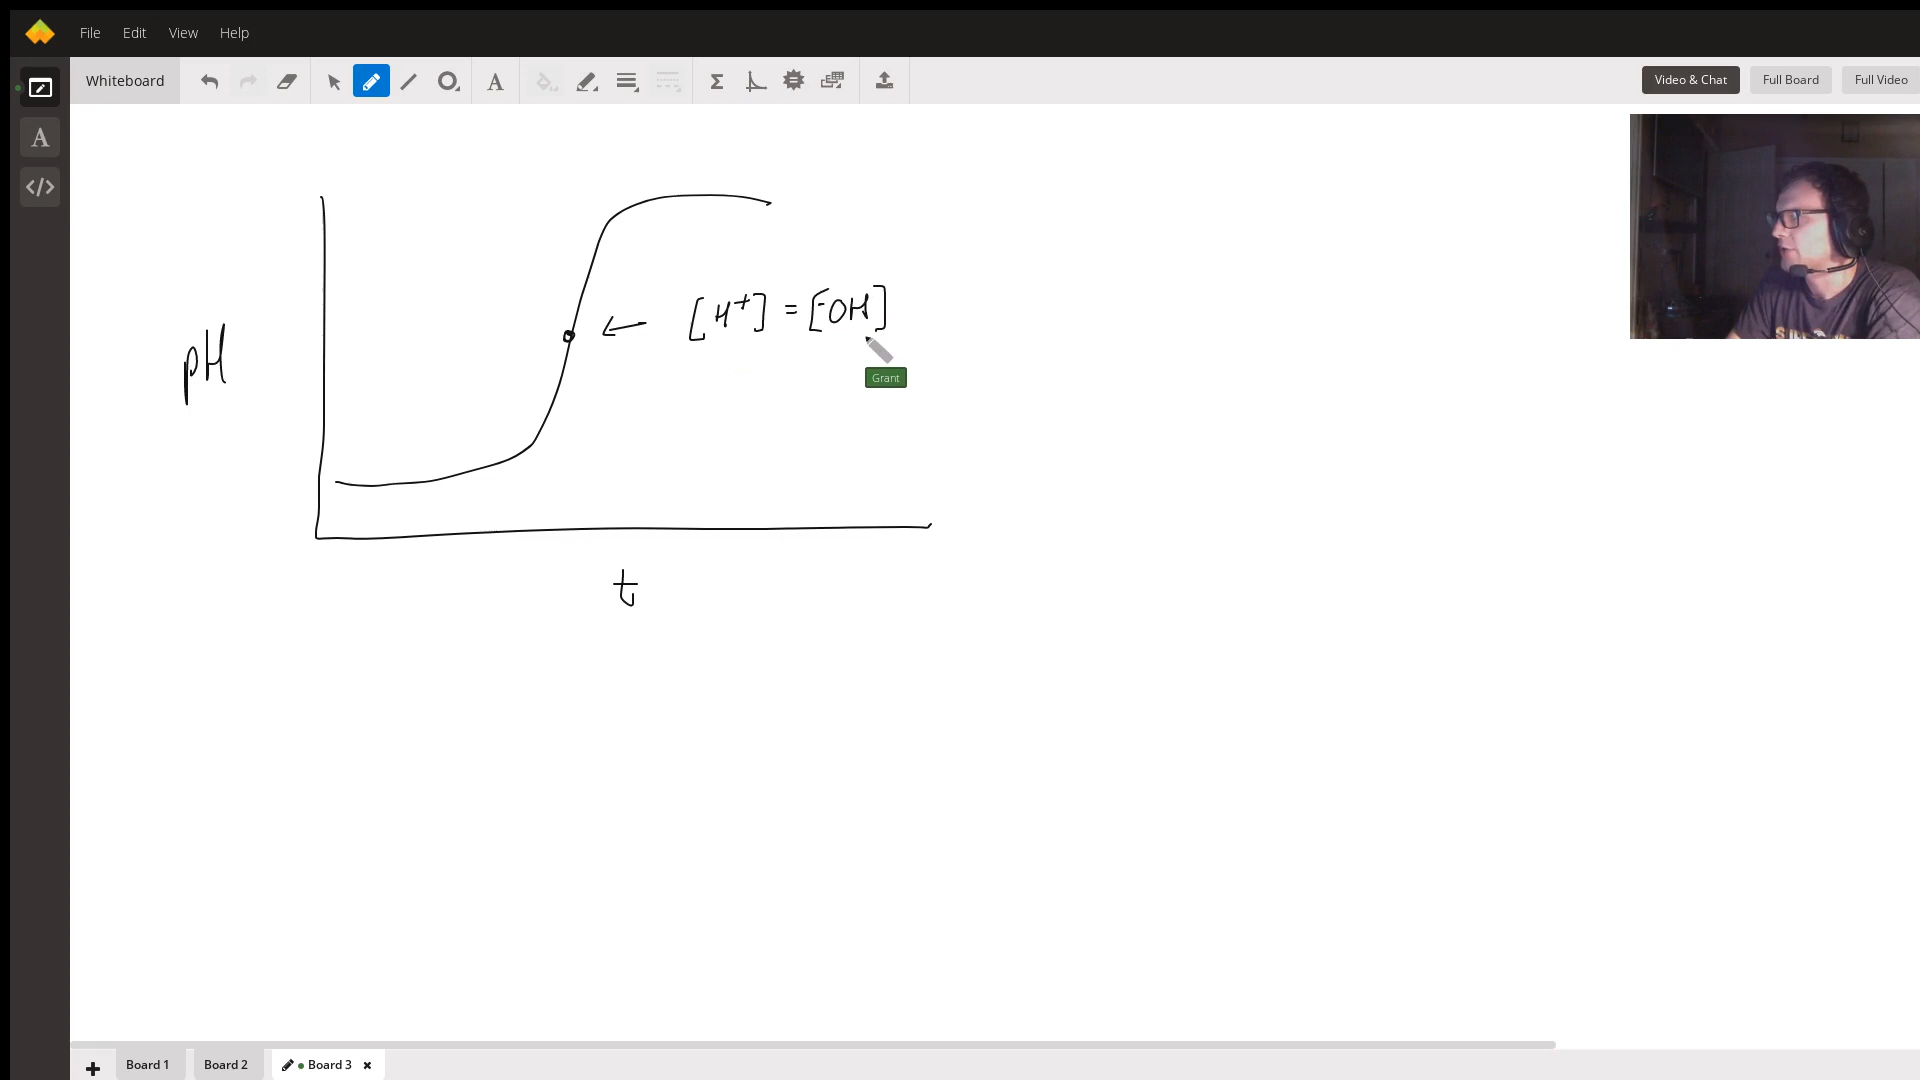 File Edit View Help
Whiteboard
A Σ
Video & Chat Full Board Full Video
A
</>
[H⁺] = [⁻OH]
pH
Grant
t
+ Board 1 Board 2 Board 3 ×